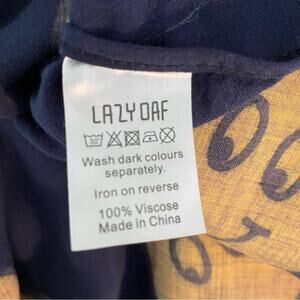 LAZY OAF
30°
Wash dark colours
separately.
Iron on reverse
100% Viscose
Made in China